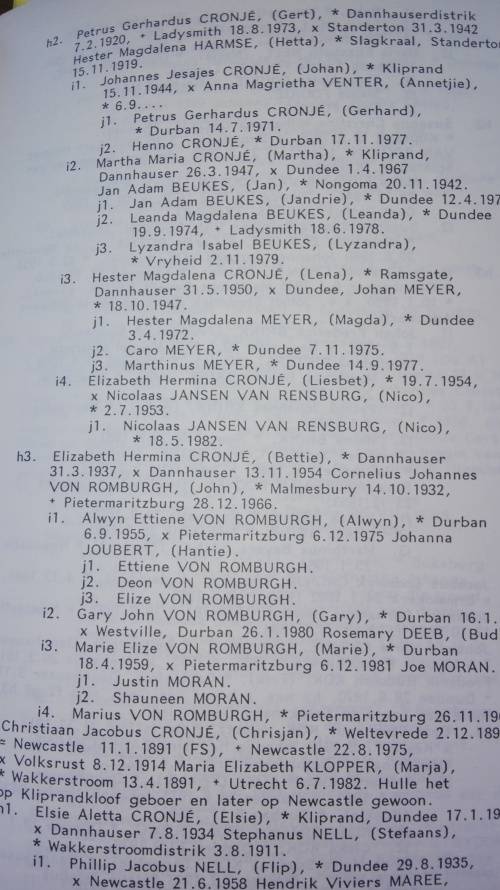 h2. Petrus Gerhardus CRONJÉ, (Gert), * Dannhauserdistrik
7.2.1920, ⁺ Ladysmith 18.8.1973, x Standerton 31.3.1942
Hester Magdalena HARMSE, (Hetta), * Slagkraal, Standerto
15.11.1919.
i1. Johannes Jesajes CRONJÉ, (Johan), * Kliprand
15.11.1944, x Anna Magrietha VENTER, (Annetjie),
* 6.9....
j1. Petrus Gerhardus CRONJÉ, (Gerhard),
* Durban 14.7.1971.
j2. Henno CRONJÉ, * Durban 17.11.1977.
i2. Martha Maria CRONJÉ, (Martha), * Kliprand,
Dannhauser 26.3.1947, x Dundee 1.4.1967
Jan Adam BEUKES, (Jan), * Nongoma 20.11.1942.
j1. Jan Adam BEUKES, (Jandrie), * Dundee 12.4.197
j2. Leanda Magdalena BEUKES, (Leanda), * Dundee
19.9.1974, ⁺ Ladysmith 18.6.1978.
j3. Lyzandra Isabel BEUKES, (Lyzandra),
* Vryheid 2.11.1979.
i3. Hester Magdalena CRONJÉ, (Lena), * Ramsgate,
Dannhauser 31.5.1950, x Dundee, Johan MEYER,
* 18.10.1947.
j1. Hester Magdalena MEYER, (Magda), * Dundee
3.4.1972.
j2. Caro MEYER, * Dundee 7.11.1975.
j3. Marthinus MEYER, * Dundee 14.9.1977.
i4. Elizabeth Hermina CRONJÉ, (Liesbet), * 19.7.1954,
x Nicolaas JANSEN VAN RENSBURG, (Nico),
* 2.7.1953.
j1. Nicolaas JANSEN VAN RENSBURG, (Nico),
* 18.5.1982.
h3. Elizabeth Hermina CRONJÉ, (Bettie), * Dannhauser
31.3.1937, x Dannhauser 13.11.1954 Cornelius Johannes
VON ROMBURGH, (John), * Malmesbury 14.10.1932,
⁺ Pietermaritzburg 28.12.1966.
i1. Alwyn Ettiene VON ROMBURGH, (Alwyn), * Durban
6.9.1955, x Pietermaritzburg 6.12.1975 Johanna
JOUBERT, (Hantie).
j1. Ettiene VON ROMBURGH.
j2. Deon VON ROMBURGH.
j3. Elize VON ROMBURGH.
i2. Gary John VON ROMBURGH, (Gary), * Durban 16.1.
x Westville, Durban 26.1.1980 Rosemary DEEB, (Bud
i3. Marie Elize VON ROMBURGH, (Marie), * Durban
18.4.1959, x Pietermaritzburg 6.12.1981 Joe MORAN.
j1. Justin MORAN.
j2. Shauneen MORAN.
i4. Marius VON ROMBURGH, * Pietermaritzburg 26.11.196
Christiaan Jacobus CRONJÉ, (Chrisjan), * Weltevrede 2.12.189
= Newcastle 11.1.1891 (FS), ⁺ Newcastle 22.8.1975,
x Volksrust 8.12.1914 Maria Elizabeth KLOPPER, (Marja),
* Wakkerstroom 13.4.1891, ⁺ Utrecht 6.7.1982. Hulle het
op Kliprandkloof geboer en later op Newcastle gewoon.
h1. Elsie Aletta CRONJÉ, (Elsie), * Kliprand, Dundee 17.1.19
x Dannhauser 7.8.1934 Stephanus NELL, (Stefaans),
* Wakkerstroomdistrik 3.8.1911.
i1. Phillip Jacobus NELL, (Flip), * Dundee 29.8.1935,
x Newcastle 21.6.1958 Hendrik Viviers MAREE,